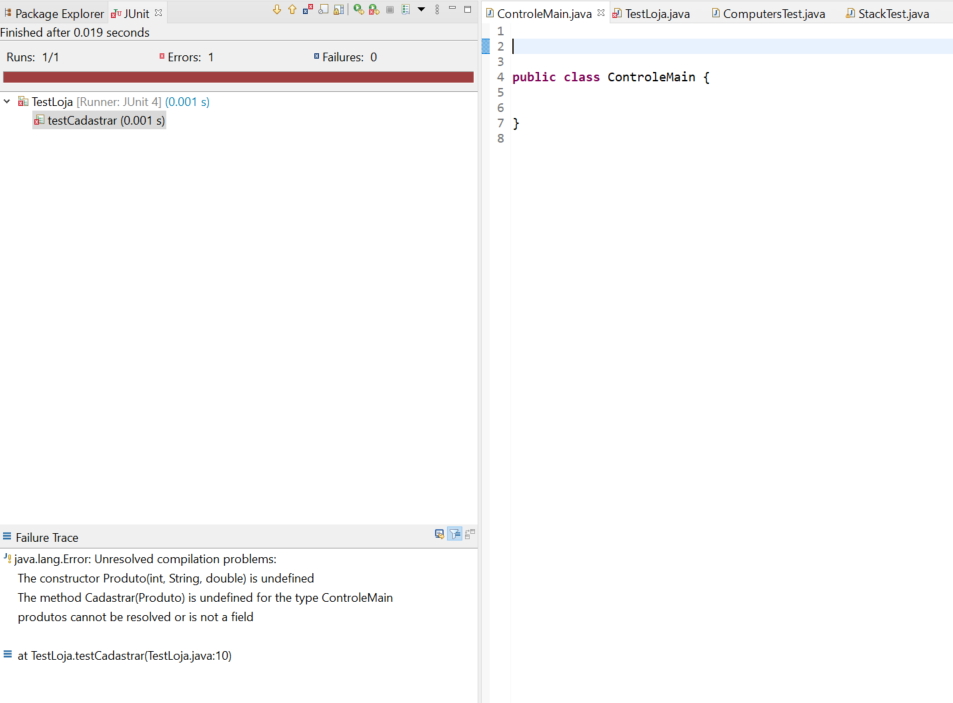 Package Explorer JUnit
Finished after 0.019 seconds
Runs: 1/1 Errors: 1 Failures: 0
TestLoja [Runner: JUnit 4] (0.001 s)
testCadastrar (0.001 s)
Failure Trace
java.lang.Error: Unresolved compilation problems:
The constructor Produto(int, String, double) is undefined
The method Cadastrar(Produto) is undefined for the type ControleMain
produtos cannot be resolved or is not a field
at TestLoja.testCadastrar(TestLoja.java:10)
ControleMain.java TestLoja.java ComputersTest.java StackTest.java
1
2
3
4 public class ControleMain {
5
6
7 }
8